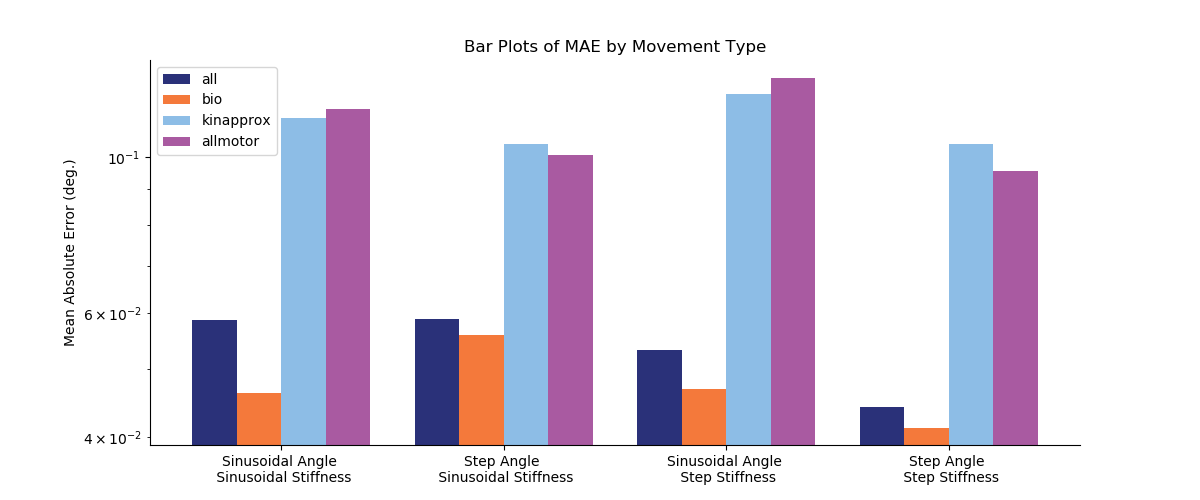 Bar Plots of MAE by Movement Type
all
bio
kinapprox
allmotor
Mean Absolute Error (deg.)
10⁻¹
6 × 10⁻²
4 × 10⁻²
Sinusoidal Angle
Sinusoidal Stiffness
Step Angle
Sinusoidal Stiffness
Sinusoidal Angle
Step Stiffness
Step Angle
Step Stiffness